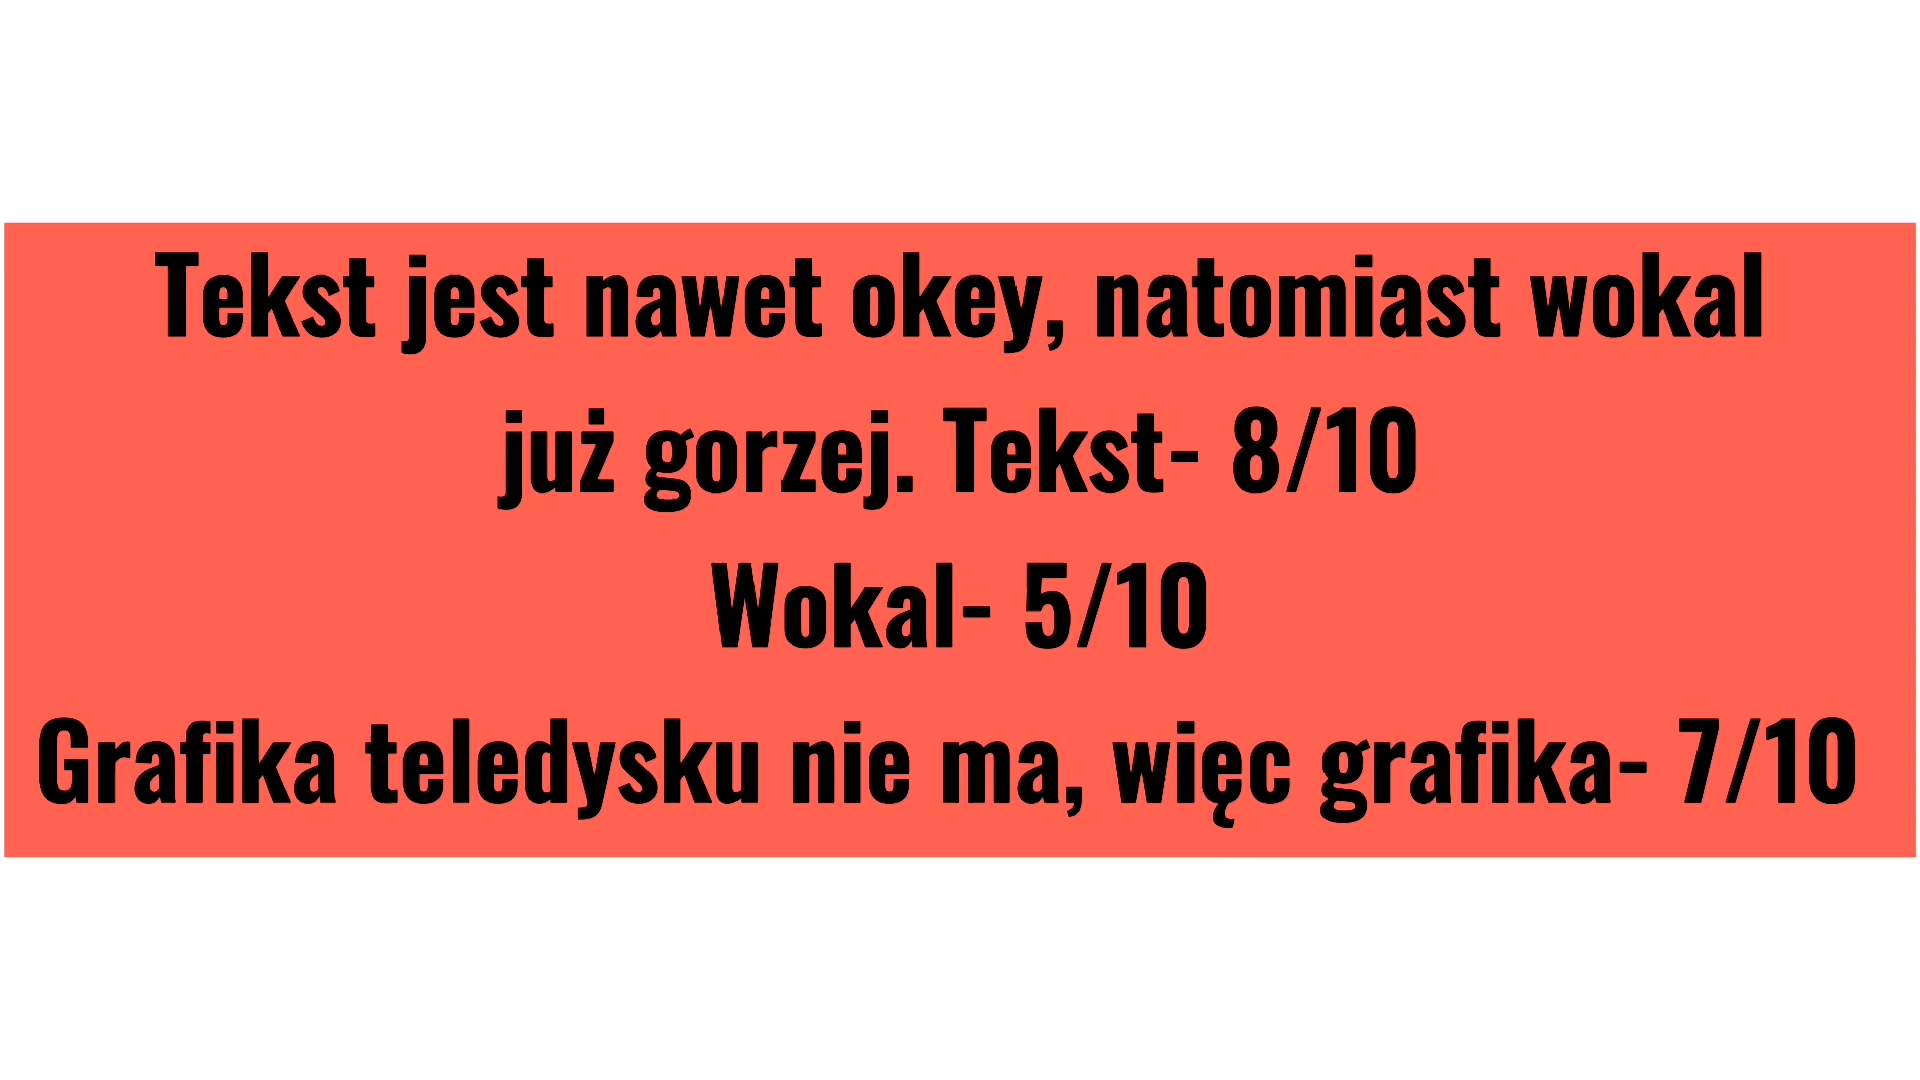 Tekst jest nawet okey, natomiast wokal
już gorzej. Tekst- 8/10
Wokal- 5/10
Grafika teledysku nie ma, więc grafika- 7/10